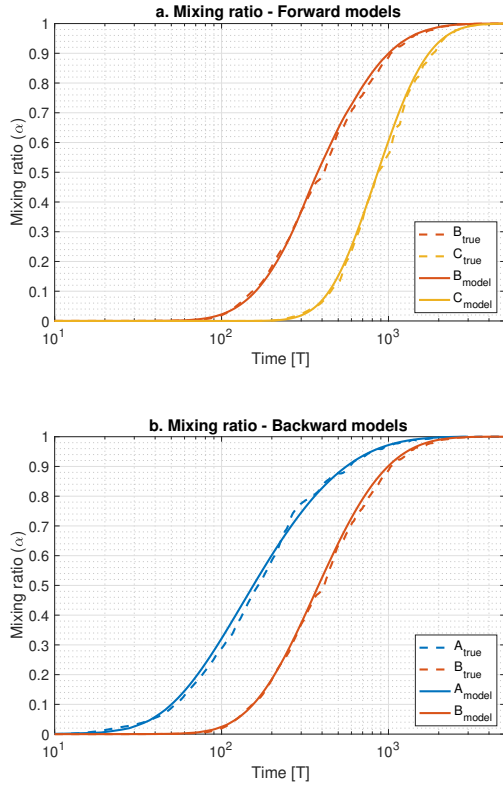 a. Mixing ratio - Forward models
1
0.9
0.8
0.7
0.6
0.5
0.4
0.3
0.2
0.1
0
Mixing ratio (α)
B_true
C_true
B_model
C_model
10^1
10^2
10^3
Time [T]
b. Mixing ratio - Backward models
1
0.9
0.8
0.7
0.6
0.5
0.4
0.3
0.2
0.1
0
Mixing ratio (α)
A_true
B_true
A_model
B_model
10^1
10^2
10^3
Time [T]